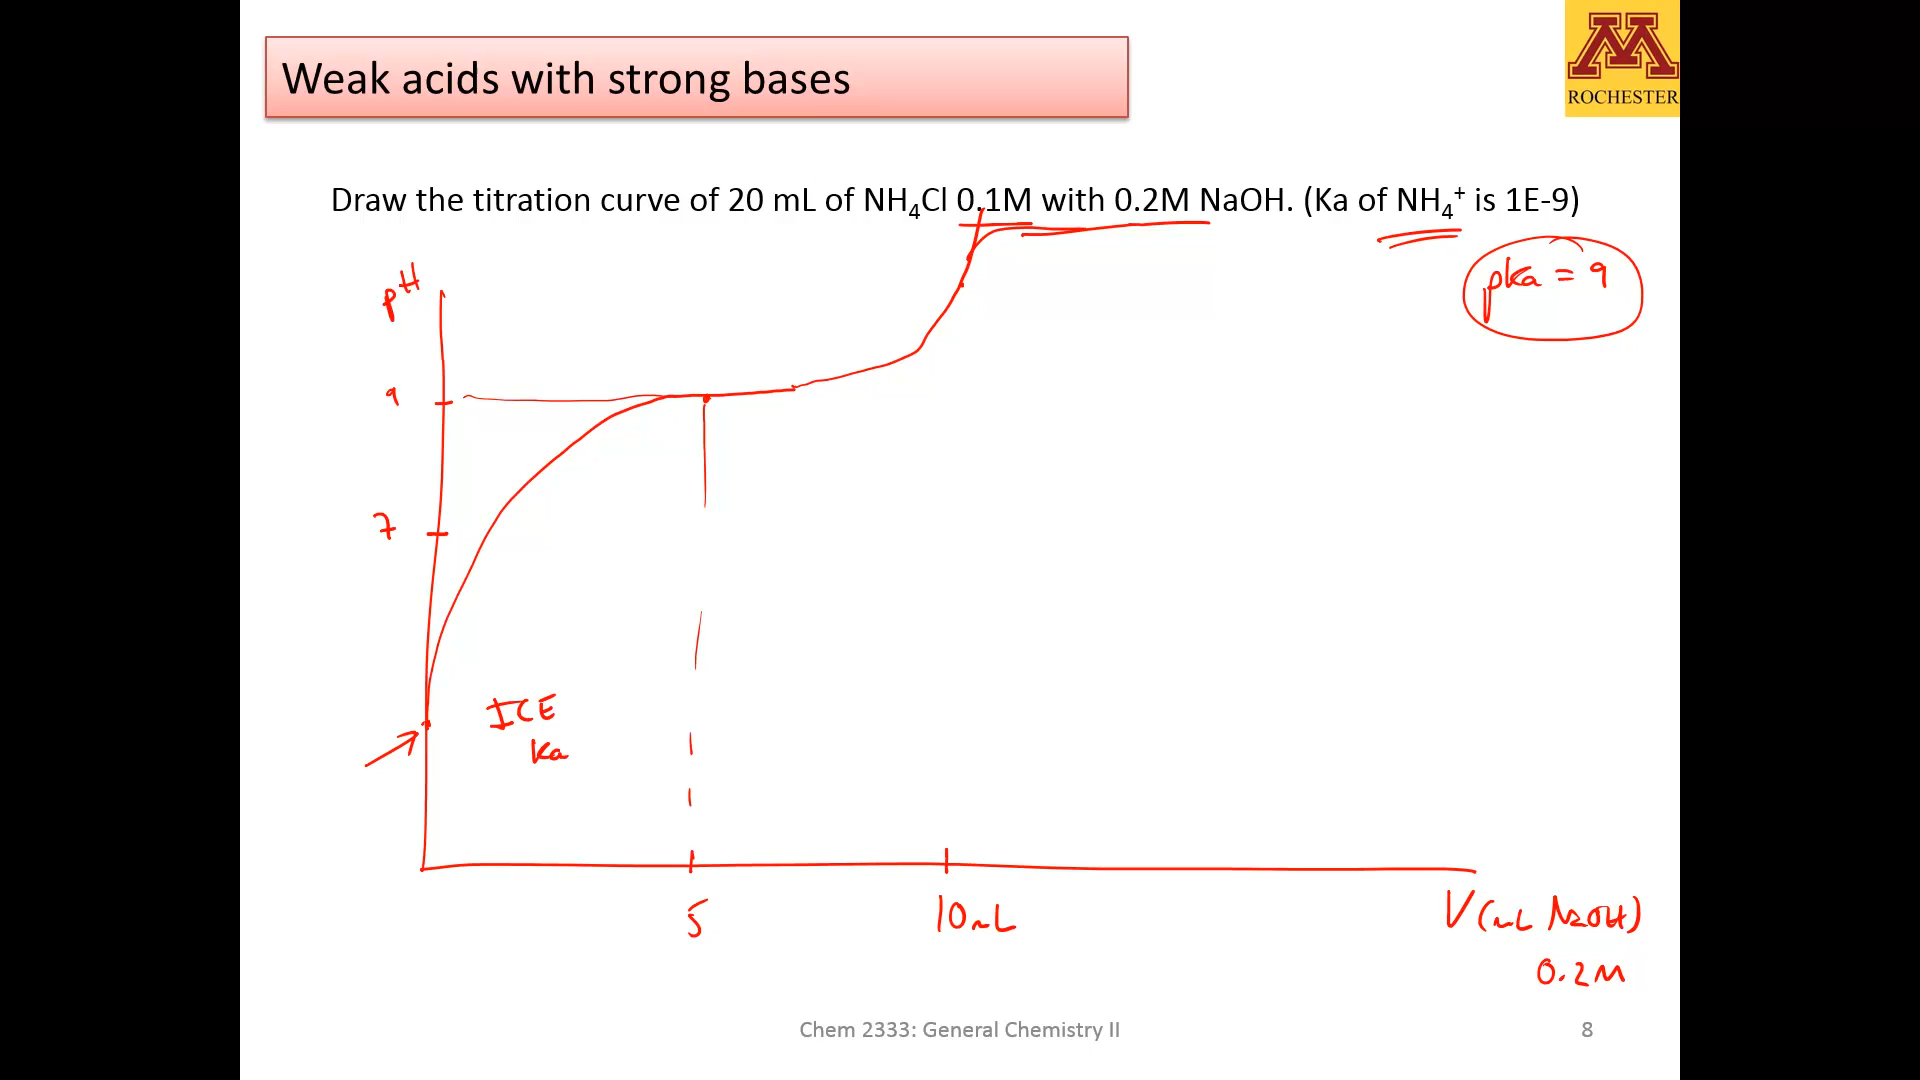 Weak acids with strong bases
M
ROCHESTER
Draw the titration curve of 20 mL of NH₄Cl 0.1M with 0.2M NaOH. (Ka of NH₄⁺ is 1E-9)
pka = 9
pH
9
7
ICE
Ka
5
10mL
V (mL NaOH)
0.2M
Chem 2333: General Chemistry II
8